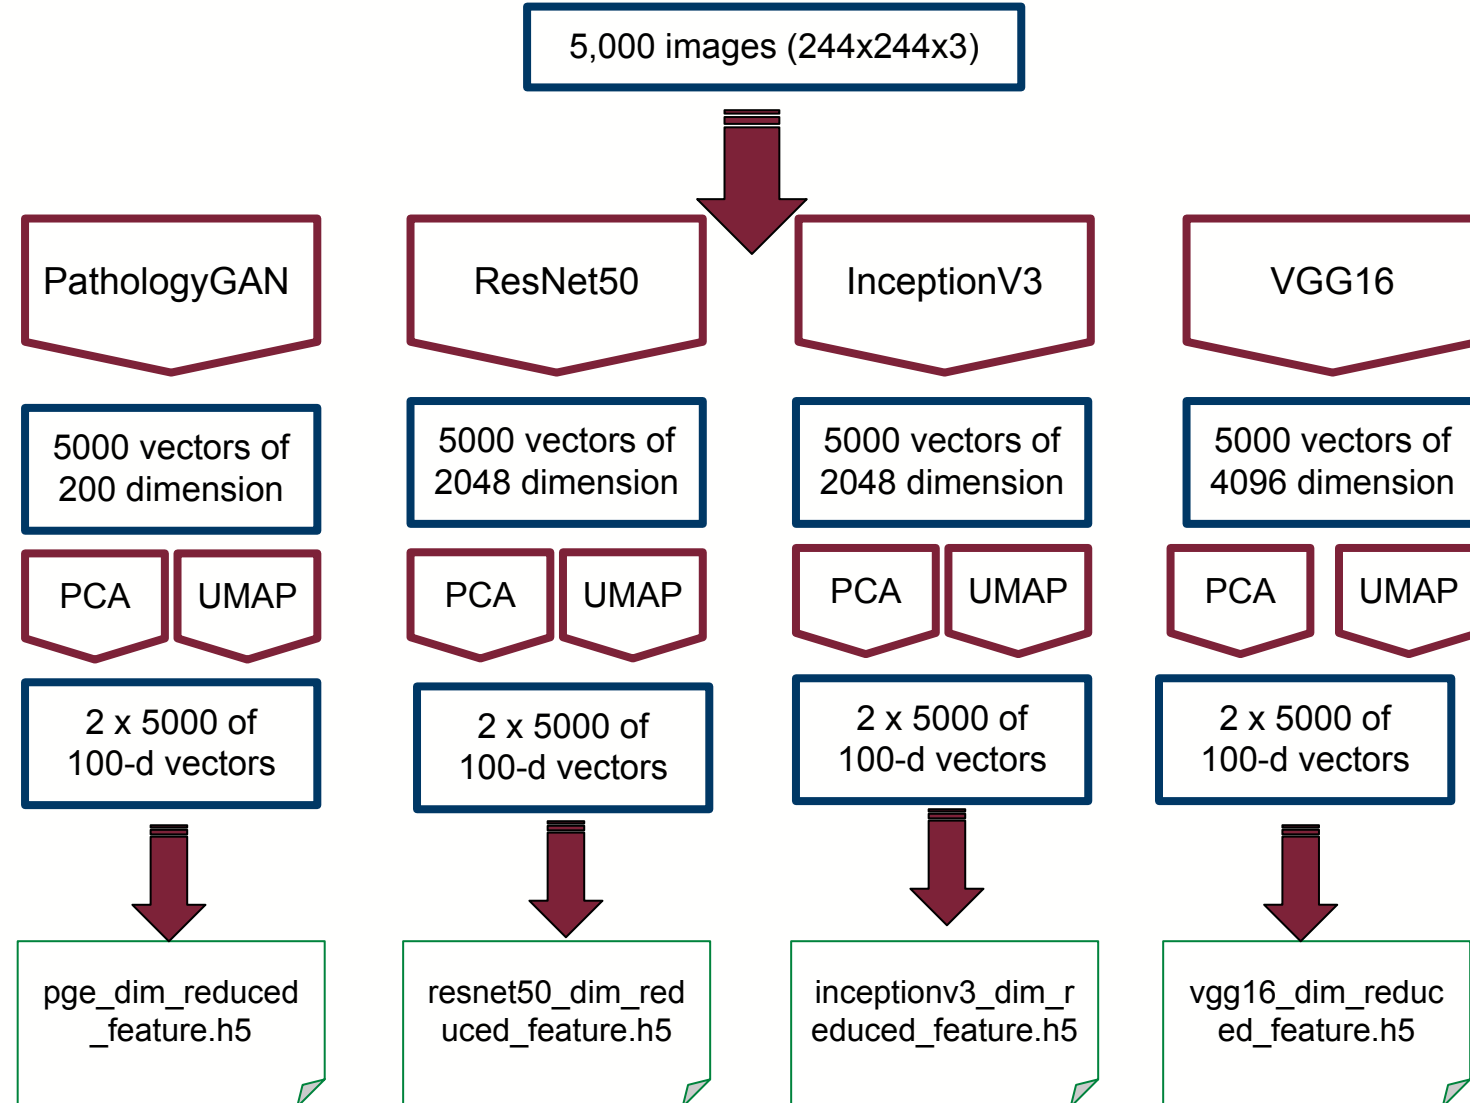 5,000 images (244x244x3)
PathologyGAN
ResNet50
InceptionV3
VGG16
5000 vectors of
200 dimension
5000 vectors of
2048 dimension
5000 vectors of
2048 dimension
5000 vectors of
4096 dimension
PCA
UMAP
PCA
UMAP
PCA
UMAP
PCA
UMAP
2 x 5000 of
100-d vectors
2 x 5000 of
100-d vectors
2 x 5000 of
100-d vectors
2 x 5000 of
100-d vectors
pge_dim_reduced
_feature.h5
resnet50_dim_red
uced_feature.h5
inceptionv3_dim_r
educed_feature.h5
vgg16_dim_reduc
ed_feature.h5